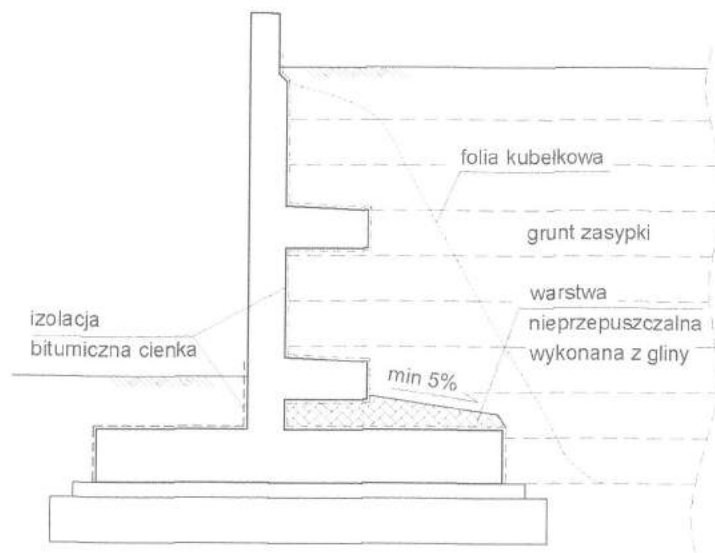 folia kubełkowa
grunt zasypki
warstwa
nieprzepuszczalna
wykonana z gliny
izolacja
bitumiczna cienka
min 5%